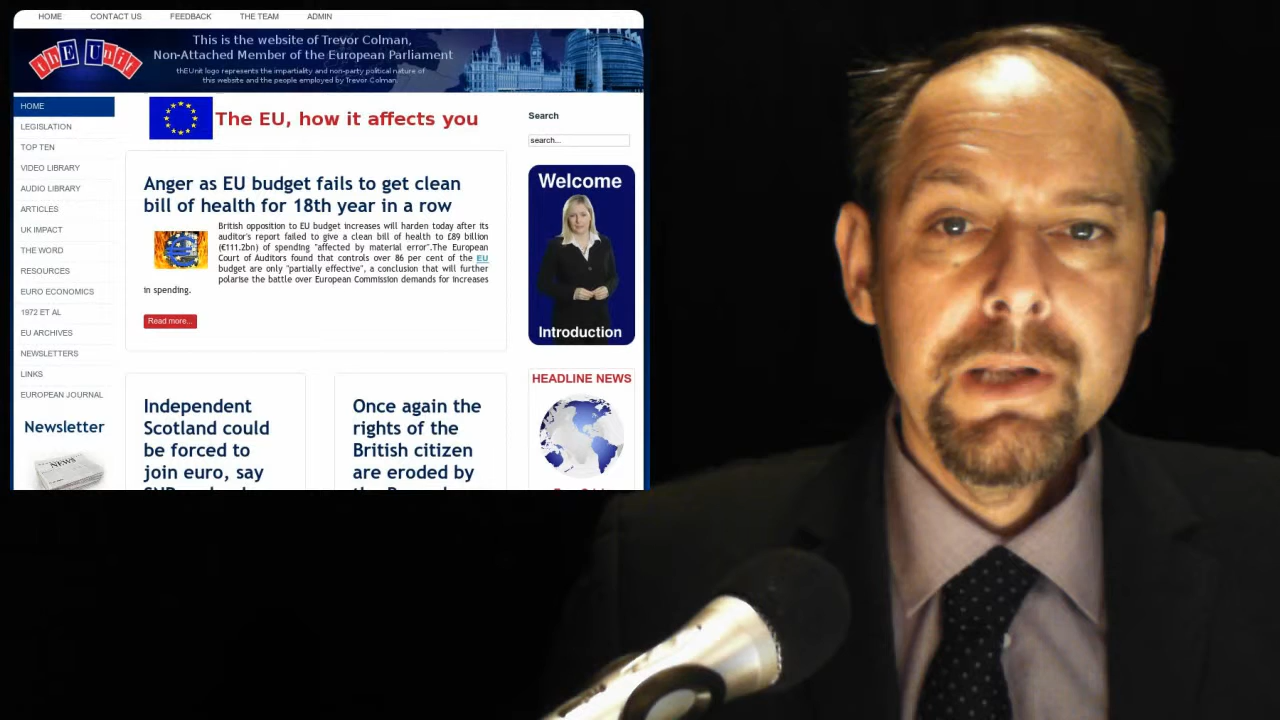 HOME CONTACT US FEEDBACK THE TEAM ADMIN
thEUnit
This is the website of Trevor Colman,
Non-Attached Member of the European Parliament
thEUnit logo represents the impartiality and non-party political nature of
this website and the people employed by Trevor Colman.
HOME
LEGISLATION
TOP TEN
VIDEO LIBRARY
AUDIO LIBRARY
ARTICLES
UK IMPACT
THE WORD
RESOURCES
EURO ECONOMICS
1972 ET AL
EU ARCHIVES
NEWSLETTERS
LINKS
EUROPEAN JOURNAL
Newsletter
NEWS
The EU, how it affects you
Anger as EU budget fails to get clean
bill of health for 18th year in a row
British opposition to EU budget increases will harden today after its
auditor's report failed to give a clean bill of health to £89 billion
(€111.2bn) of spending "affected by material error".The European
Court of Auditors found that controls over 86 per cent of the EU
budget are only "partially effective", a conclusion that will further
polarise the battle over European Commission demands for increases
in spending.
Read more...
Independent
Scotland could
be forced to
join euro, say
Once again the
rights of the
British citizen
are eroded by
Search
search...
Welcome
Introduction
HEADLINE NEWS